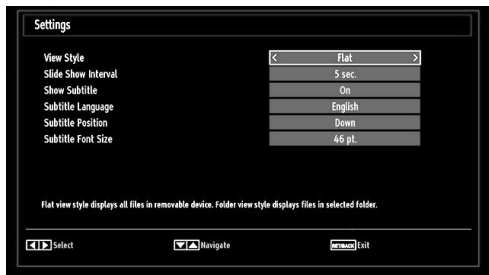 Settings
View Style < Flat >
Slide Show Interval 5 sec.
Show Subtitle On
Subtitle Language English
Subtitle Position Down
Subtitle Font Size 46 pt.
Flat view style displays all files in removable device. Folder view style displays files in selected folder.
Select Navigate RET/BACK Exit